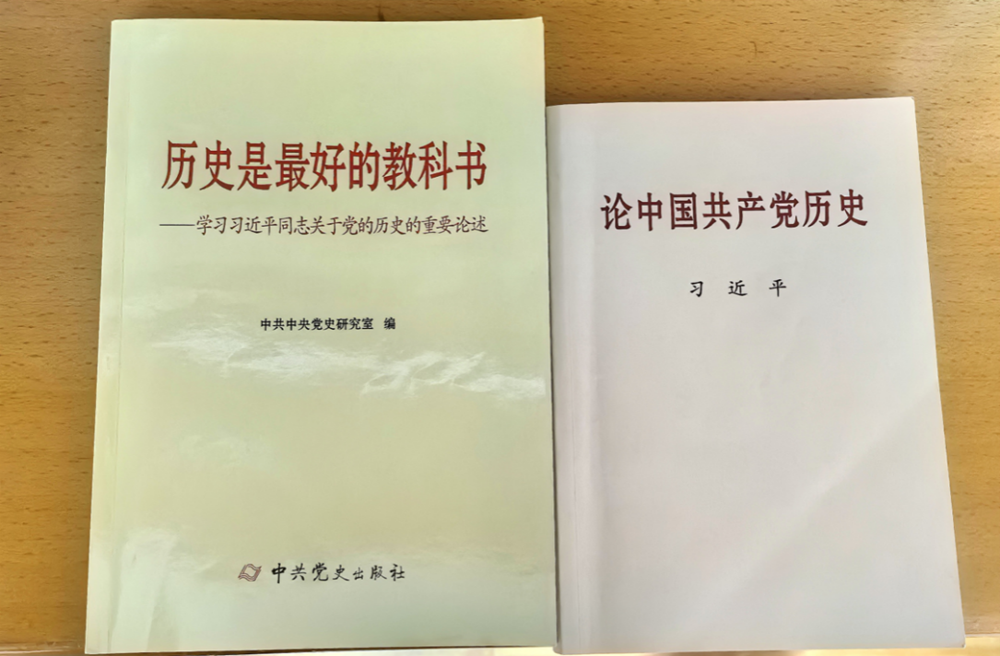 历史是最好的教科书
——学习习近平同志关于党的历史的重要论述
中共中央党史研究室 编
中共党史出版社
论中国共产党历史
习近平